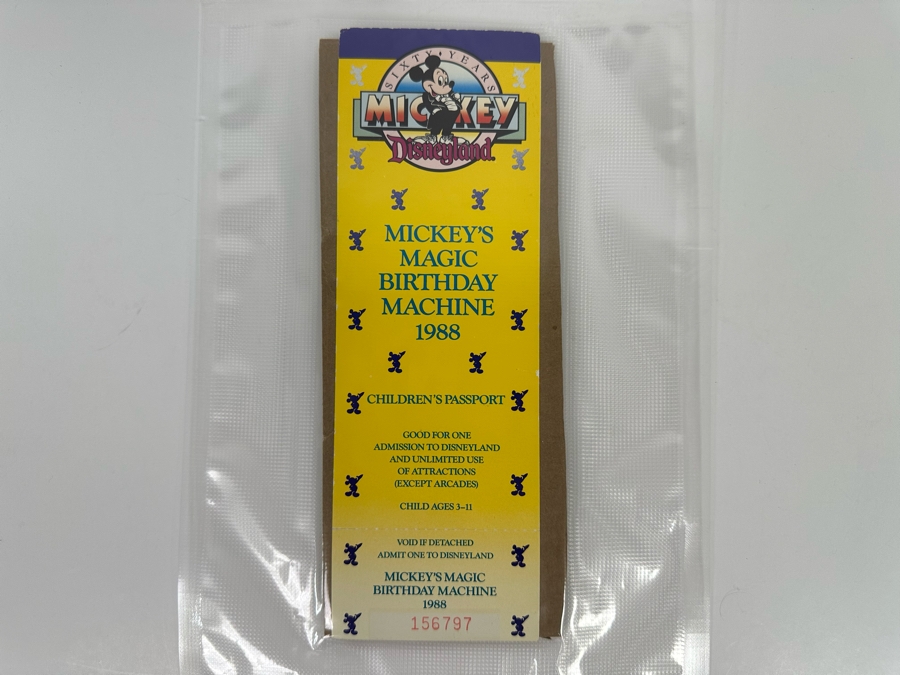 SIXTY YEARS
MICKEY
Disneyland.
MICKEY'S
MAGIC
BIRTHDAY
MACHINE
1988
CHILDREN'S PASSPORT
GOOD FOR ONE
ADMISSION TO DISNEYLAND
AND UNLIMITED USE
OF ATTRACTIONS
(EXCEPT ARCADES)
CHILD AGES 3–11
VOID IF DETACHED
ADMIT ONE TO DISNEYLAND
MICKEY'S MAGIC
BIRTHDAY MACHINE
1988
156797